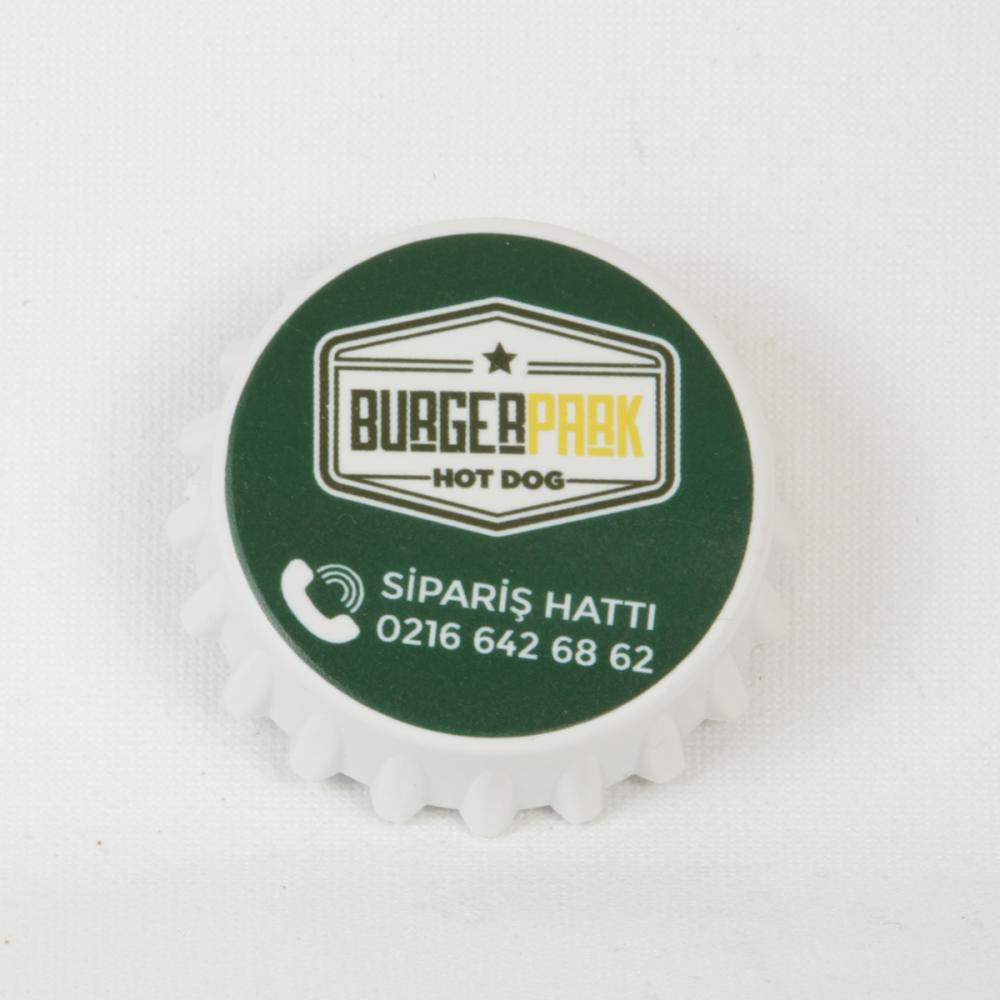 BURGERPARK
HOT DOG
SİPARİŞ HATTI
0216 642 68 62